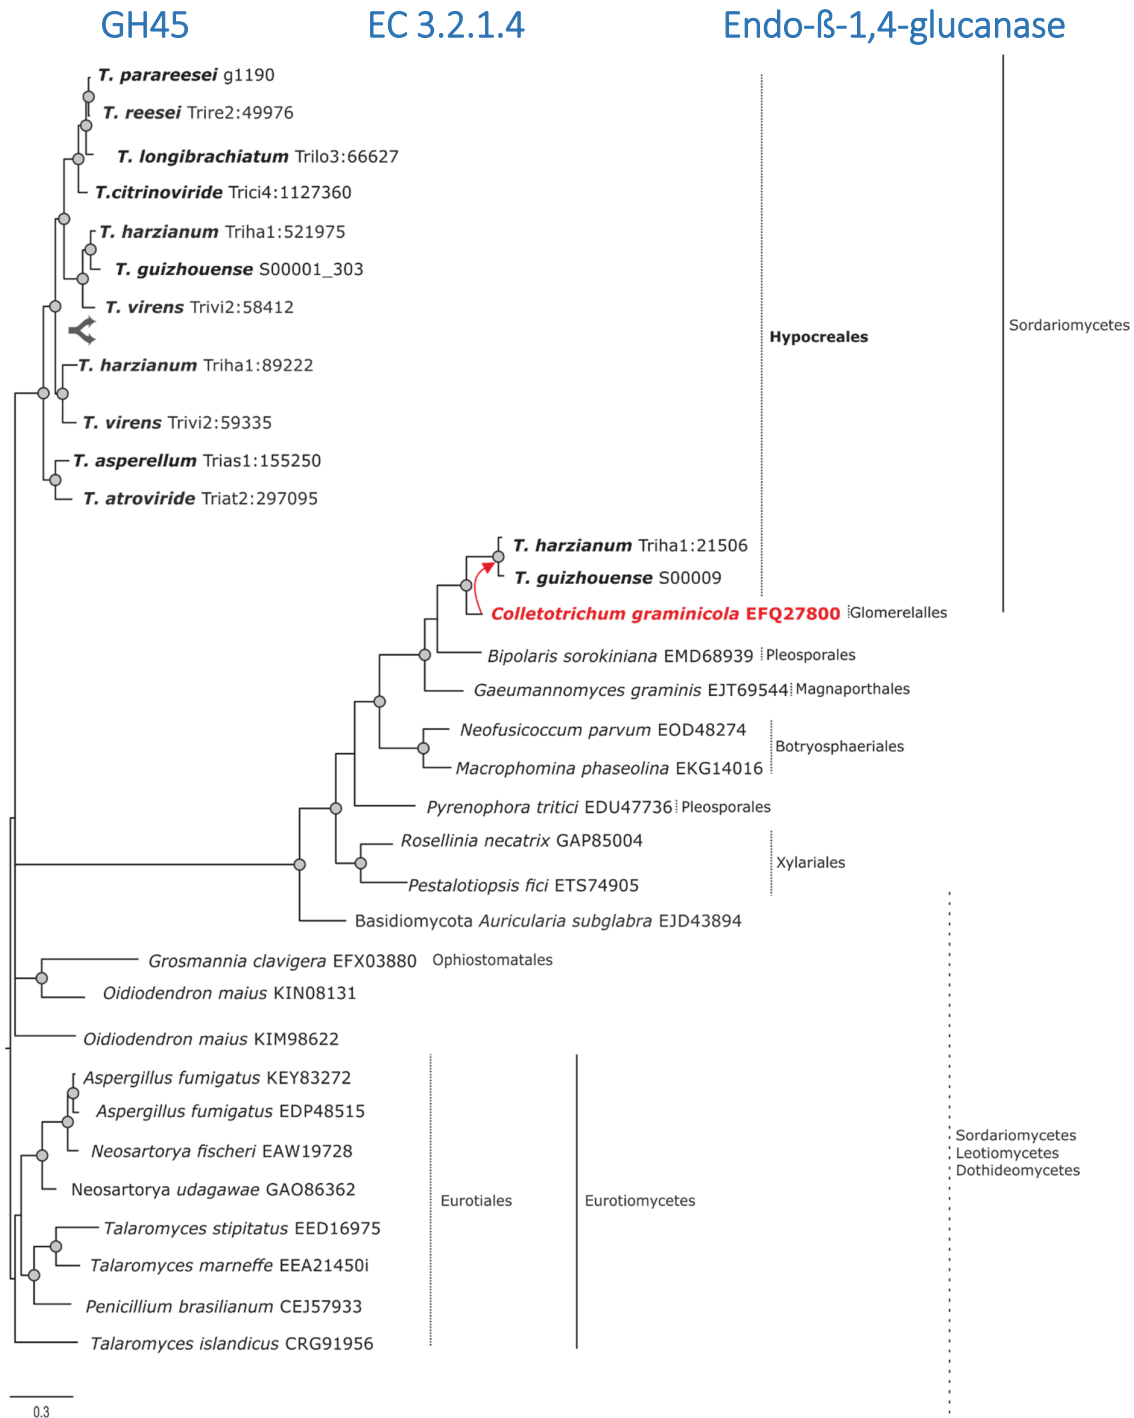 GH45 EC 3.2.1.4 Endo-ß-1,4-glucanase
T. parareesei g1190
T. reesei Trire2:49976
T. longibrachiatum Trilo3:66627
T.citrinoviride Trici4:1127360
T. harzianum Triha1:521975
T. guizhouense S00001_303
T. virens Trivi2:58412
Sordariomycetes
Hypocreales
T. harzianum Triha1:89222
T. virens Trivi2:59335
T. asperellum Trias1:155250
T. atroviride Triat2:297095
T. harzianum Triha1:21506
T. guizhouense S00009
Colletotrichum graminicola EFQ27800 Glomerelalles
Bipolaris sorokiniana EMD68939 Pleosporales
Gaeumannomyces graminis EJT69544 Magnaporthales
Neofusicoccum parvum EOD48274
Botryosphaeriales
Macrophomina phaseolina EKG14016
Pyrenophora tritici EDU47736 Pleosporales
Rosellinia necatrix GAP85004
Xylariales
Pestalotiopsis fici ETS74905
Basidiomycota Auricularia subglabra EJD43894
Grosmannia clavigera EFX03880 Ophiostomatales
Oidiodendron maius KIN08131
Oidiodendron maius KIM98622
Aspergillus fumigatus KEY83272
Aspergillus fumigatus EDP48515
Sordariomycetes
Leotiomycetes
Dothideomycetes
Neosartorya fischeri EAW19728
Neosartorya udagawae GAO86362
Eurotiales Eurotiomycetes
Talaromyces stipitatus EED16975
Talaromyces marneffe EEA21450i
Penicillium brasilianum CEJ57933
Talaromyces islandicus CRG91956
0.3